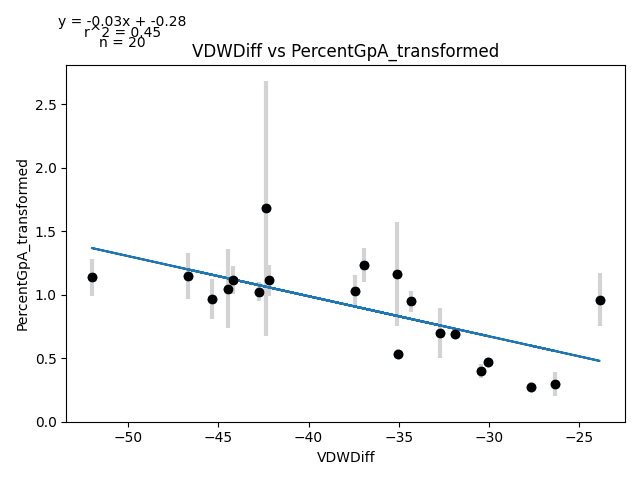 y = -0.03x + -0.28
r^2 = 0.45
n = 20
VDWDiff vs PercentGpA_transformed
PercentGpA_transformed
2.5
2.0
1.5
1.0
0.5
0.0
−50
−45
−40
−35
−30
−25
VDWDiff